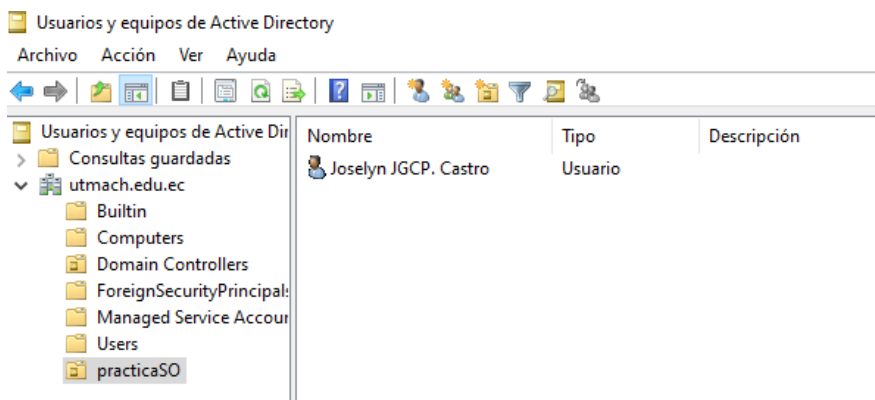 Usuarios y equipos de Active Directory
Archivo Acción Ver Ayuda
Usuarios y equipos de Active Dir
Consultas guardadas
utmach.edu.ec
Builtin
Computers
Domain Controllers
ForeignSecurityPrincipals
Managed Service Accour
Users
practicaSO
Nombre Tipo Descripción
Joselyn JGCP. Castro Usuario